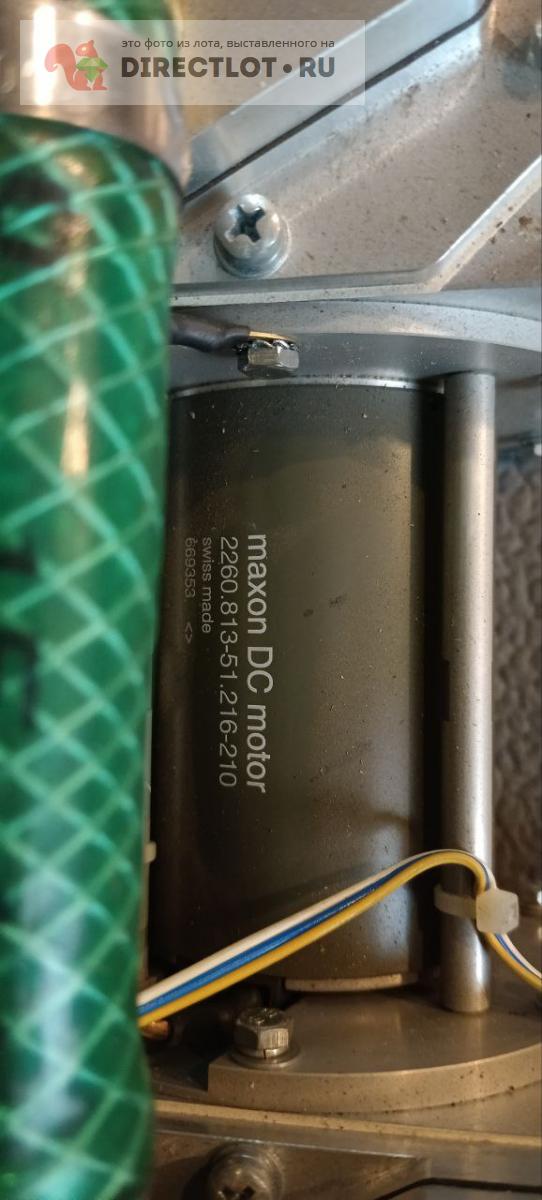 это фото из лота, выставленного на
DIRECTLOT•RU
maxon DC motor
2260.813-51.216-210
swiss made
669353 <>